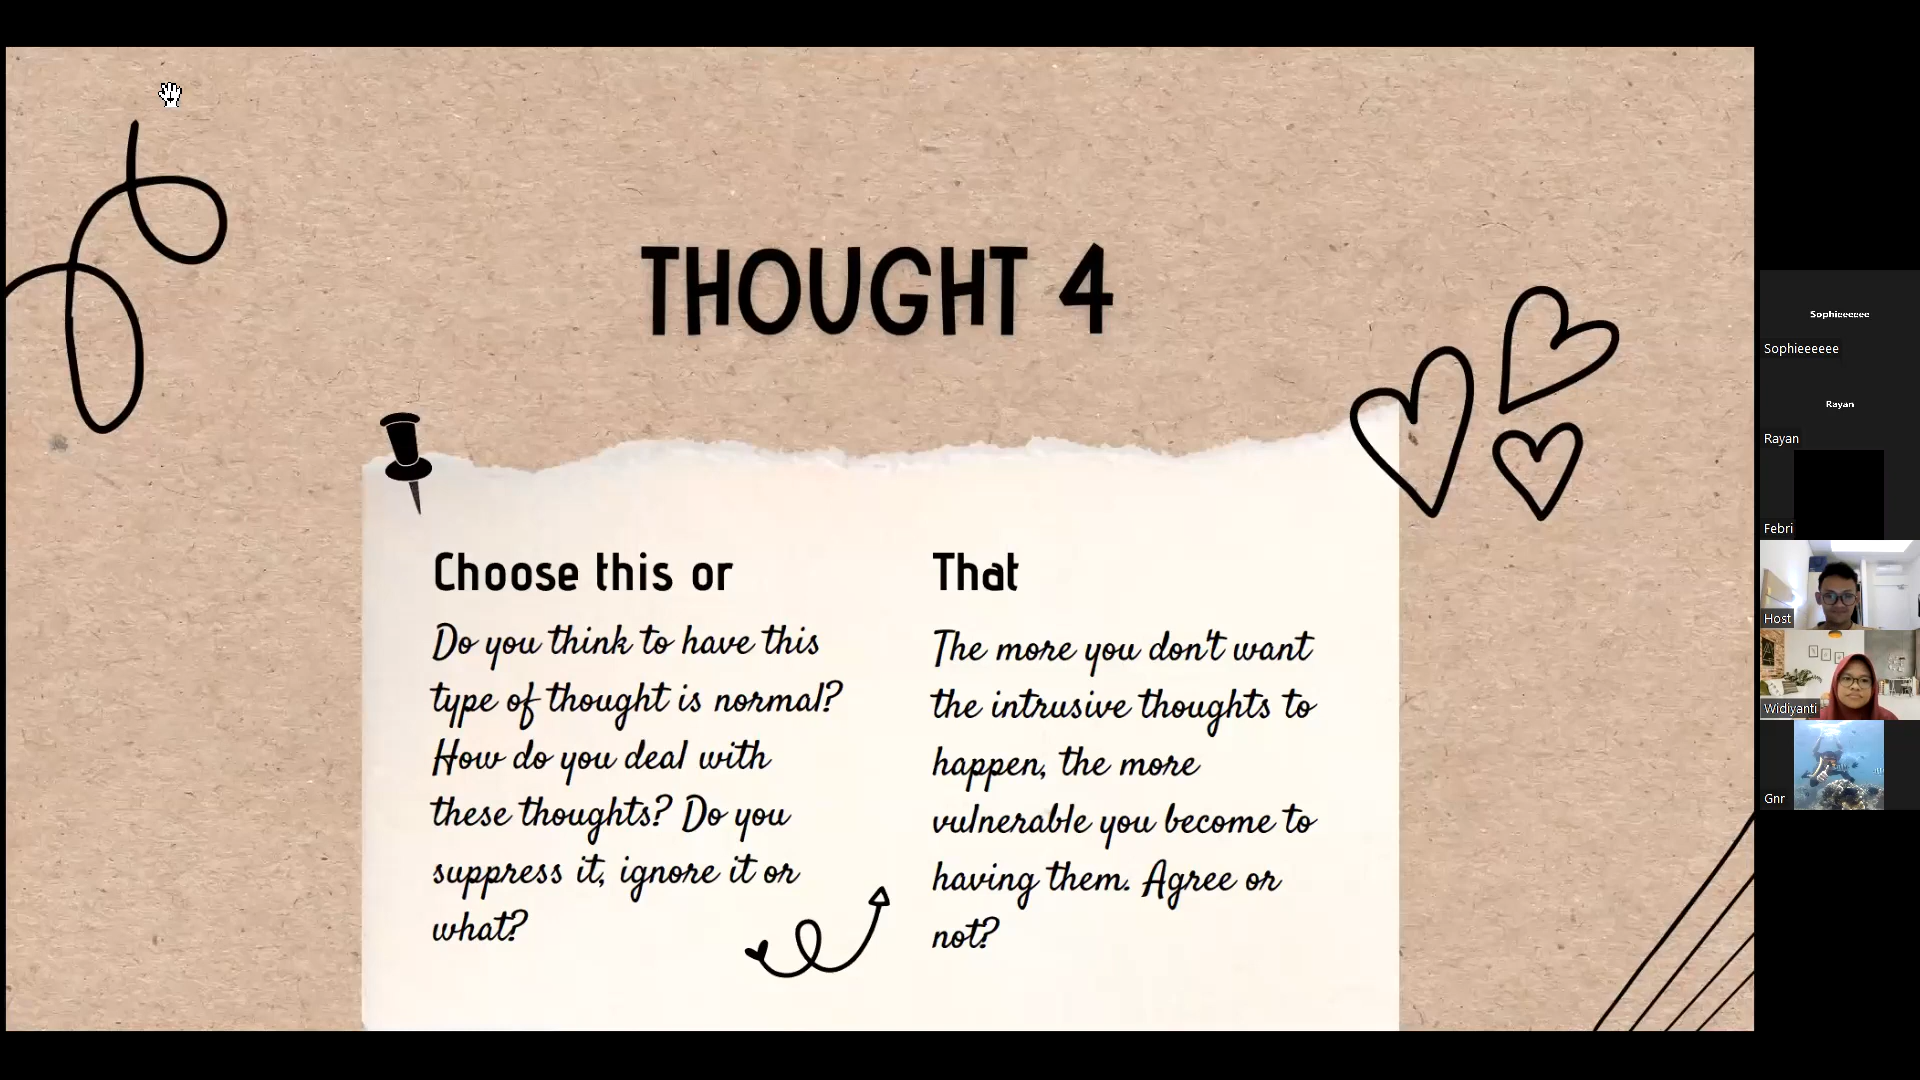 THOUGHT 4
Choose this or
Do you think to have this
type of thought is normal?
How do you deal with
these thoughts? Do you
suppress it, ignore it or
what?
That
The more you don't want
the intrusive thoughts to
happen, the more
vulnerable you become to
having them. Agree or
not?
Sophieeeeee
Sophieeeeee
Rayan
Rayan
Febri
Host
Widiyanti
Gnr